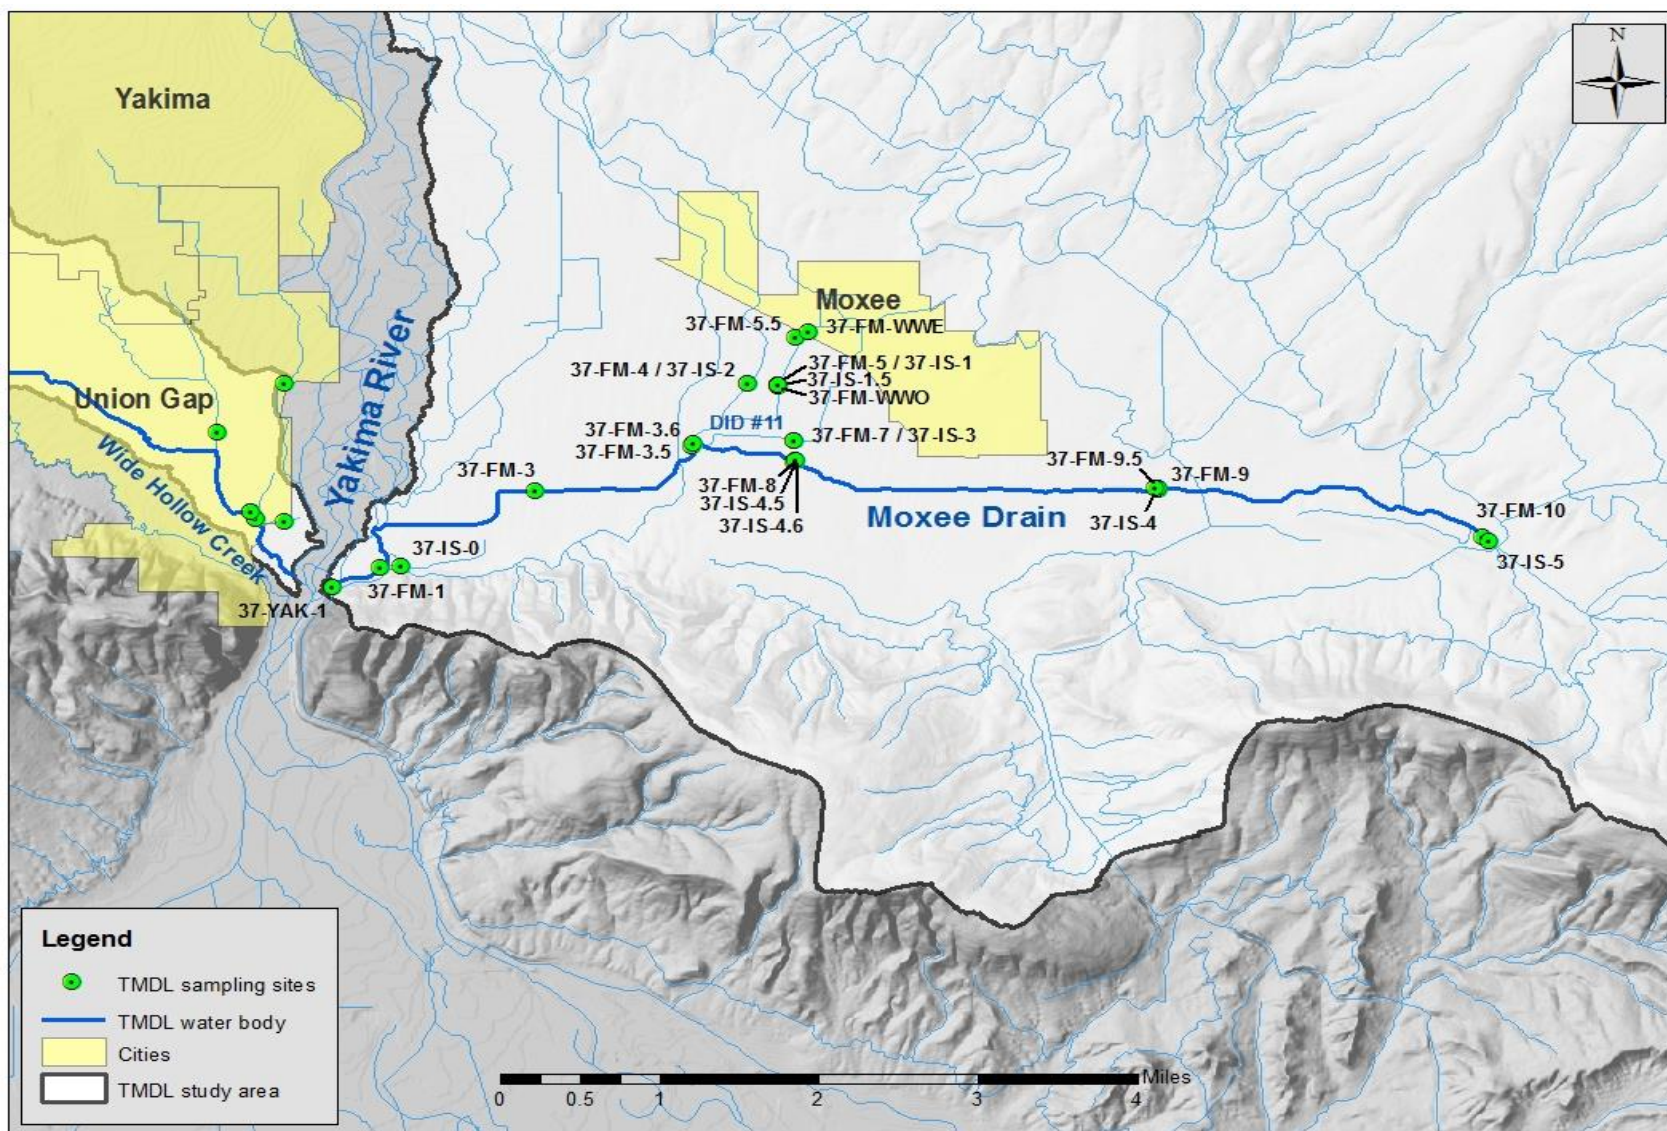 N
Yakima
Yakima River
Moxee
37-FM-5.5
37-FM-WWE
37-FM-5 / 37-IS-1
37-IS-1.5
37-FM-WWO
37-FM-4 / 37-IS-2
Union Gap
Wide Hollow Creek
DID #11
37-FM-3.6
37-FM-3.5
37-FM-7 / 37-IS-3
37-FM-3
37-FM-8
37-IS-4.5
37-IS-4.6
37-FM-9.5
37-FM-9
37-IS-4
Moxee Drain
37-FM-10
37-IS-5
37-IS-0
37-FM-1
37-YAK-1
Legend
TMDL sampling sites
TMDL water body
Cities
TMDL study area
Miles
0 0.5 1 2 3 4